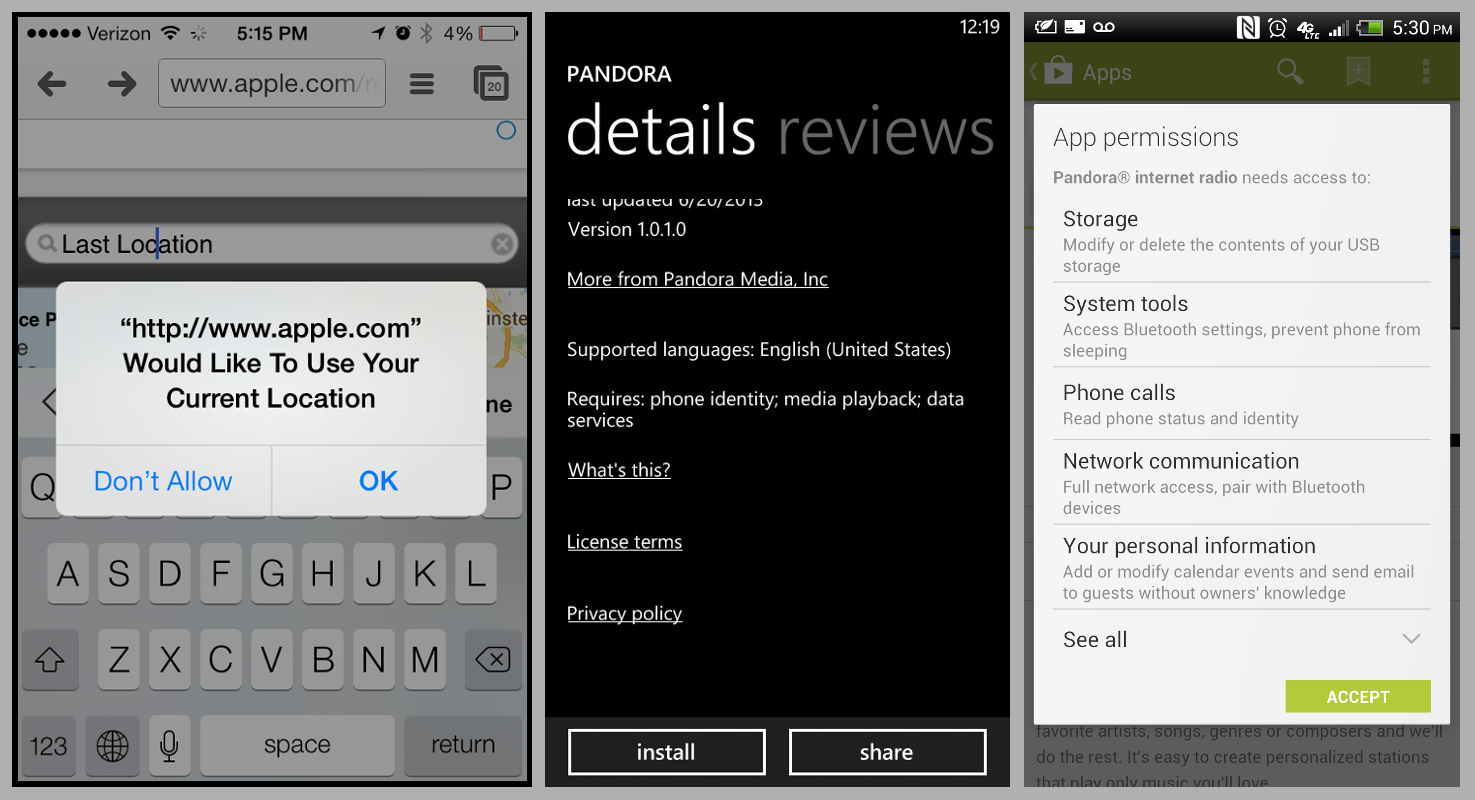 Verizon 5:15 PM 4%
www.apple.com/re
20
Last Location
ce P
inste
e
“http://www.apple.com”
Would Like To Use Your
Current Location
ne
Don’t Allow OK
Q P
A S D F G H J K L
Z X C V B N M
123 space return
12:19
PANDORA
details reviews
last updated 6/20/2013
Version 1.0.1.0
More from Pandora Media, Inc
Supported languages: English (United States)
Requires: phone identity; media playback; data
services
What's this?
License terms
Privacy policy
install share
4G LTE 5:30 PM
Apps
App permissions
Pandora® internet radio needs access to:
Storage
Modify or delete the contents of your USB
storage
System tools
Access Bluetooth settings, prevent phone from
sleeping
Phone calls
Read phone status and identity
Network communication
Full network access, pair with Bluetooth
devices
Your personal information
Add or modify calendar events and send email
to guests without owners' knowledge
See all
ACCEPT
favorite artists, songs, genres or composers and we'll
do the rest. It's easy to create personalized stations
that play only music you'll love